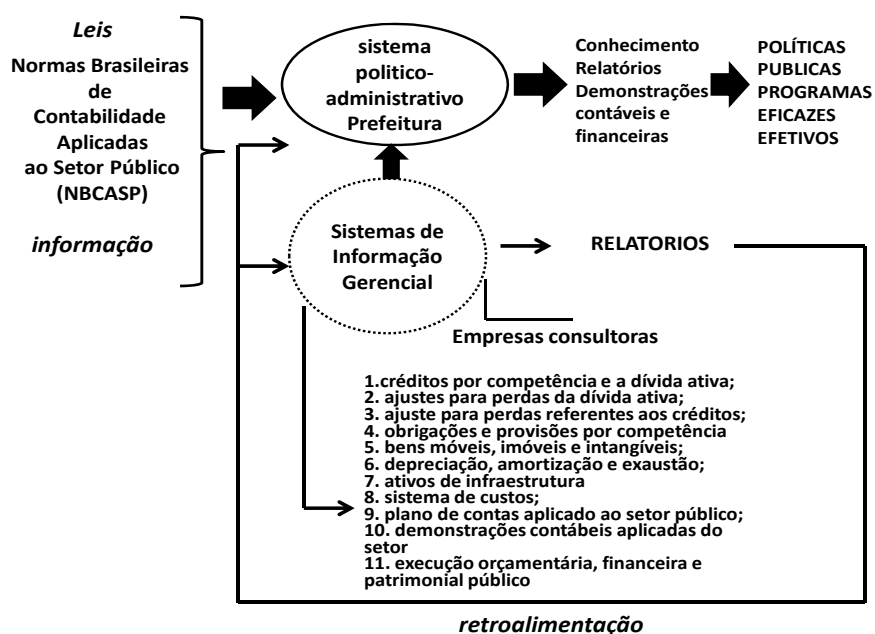 Leis
Normas Brasileiras
de
Contabilidade
Aplicadas
ao Setor Público
(NBCASP)
informação
sistema
politico-
administrativo
Prefeitura
Conhecimento
Relatórios
Demonstrações
contáveis e
financeiras
POLÍTICAS
PUBLICAS
PROGRAMAS
EFICAZES
EFETIVOS
Sistemas de
Informação
Gerencial
RELATORIOS
Empresas consultoras
1.créditos por competência e a dívida ativa;
2. ajustes para perdas da dívida ativa;
3. ajuste para perdas referentes aos créditos;
4. obrigações e provisões por competência
5. bens móveis, imóveis e intangíveis;
6. depreciação, amortização e exaustão;
7. ativos de infraestrutura
8. sistema de custos;
9. plano de contas aplicado ao setor público;
10. demonstrações contábeis aplicadas do
setor
11. execução orçamentária, financeira e
patrimonial público
retroalimentação